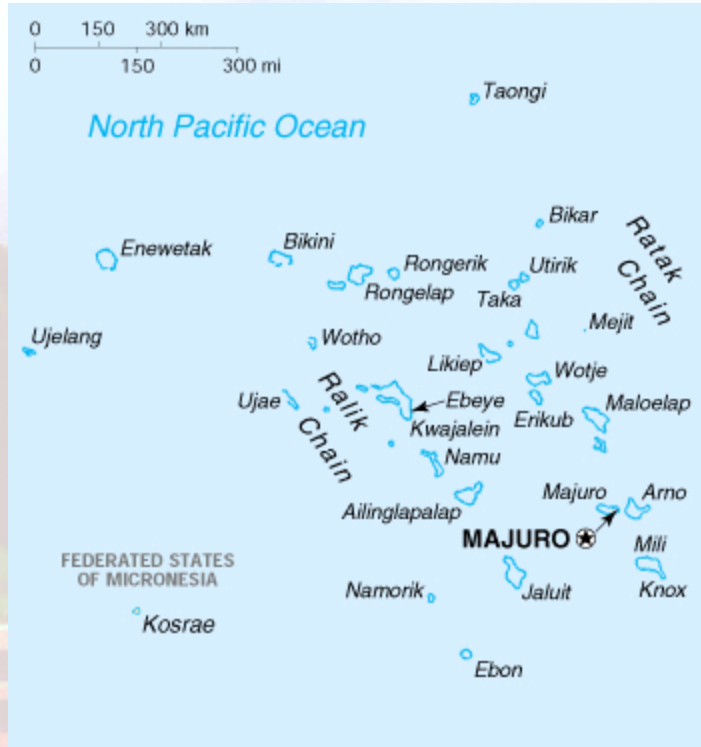 0 150 300 km
0 150 300 mi
Taongi
North Pacific Ocean
Bikar
Ratak
Chain
Enewetak
Bikini
Rongerik
Utirik
Rongelap
Taka
Mejit
Ujelang
Wotho
Likiep
Wotje
Ralik
Chain
Ujae
Ebeye
Maloelap
Kwajalein
Erikub
Namu
Majuro
Arno
Ailinglapalap
MAJURO
Mili
FEDERATED STATES
OF MICRONESIA
Namorik
Jaluit
Knox
Kosrae
Ebon